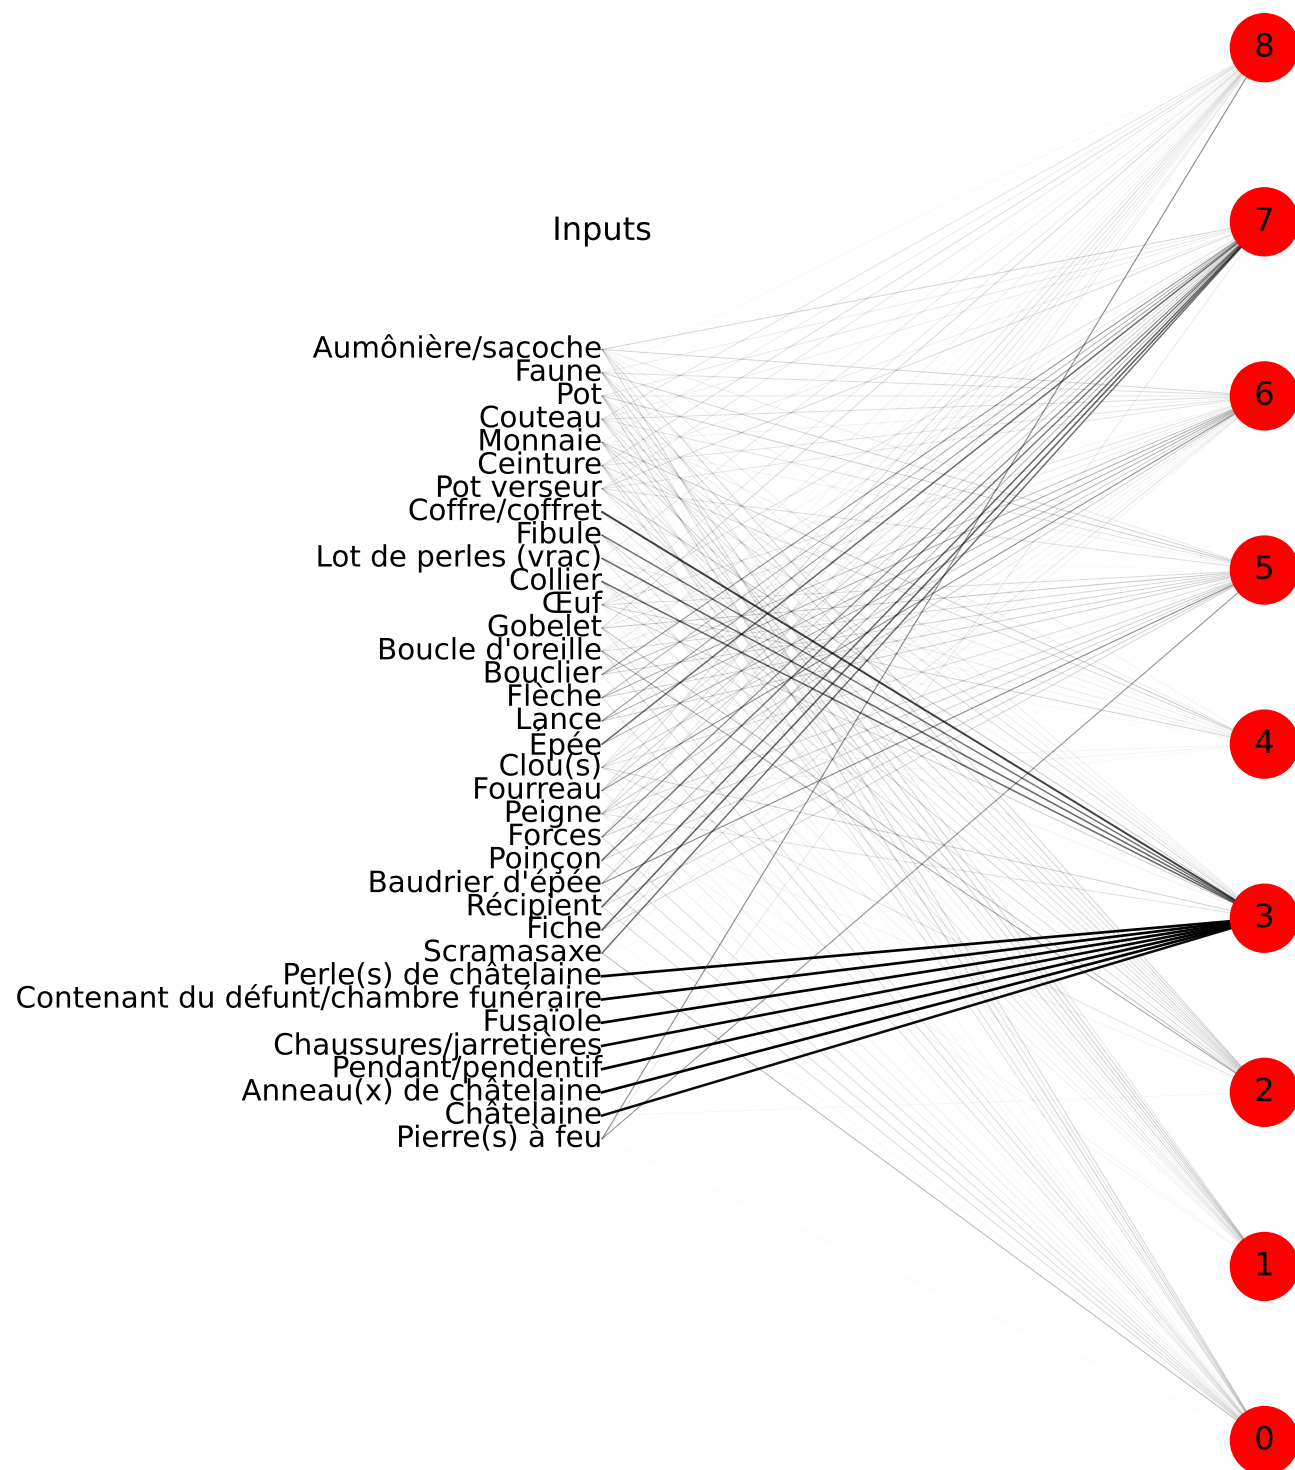 8
7
Inputs
Aumônière/sacoche
Faune
Pot
6
Couteau
Monnaie
Ceinture
Pot verseur
Coffre/coffret
Fibule
Lot de perles (vrac)
5
Collier
Œuf
Gobelet
Boucle d'oreille
Bouclier
Flèche
Lance
Épée
4
Clou(s)
Fourreau
Peigne
Forces
Poinçon
Baudrier d'épée
Récipient
3
Fiche
Scramasaxe
Perle(s) de châtelaine
Contenant du défunt/chambre funéraire
Fusaïole
Chaussures/jarretières
Pendant/pendentif
Anneau(x) de châtelaine
2
Châtelaine
Pierre(s) à feu
1
0